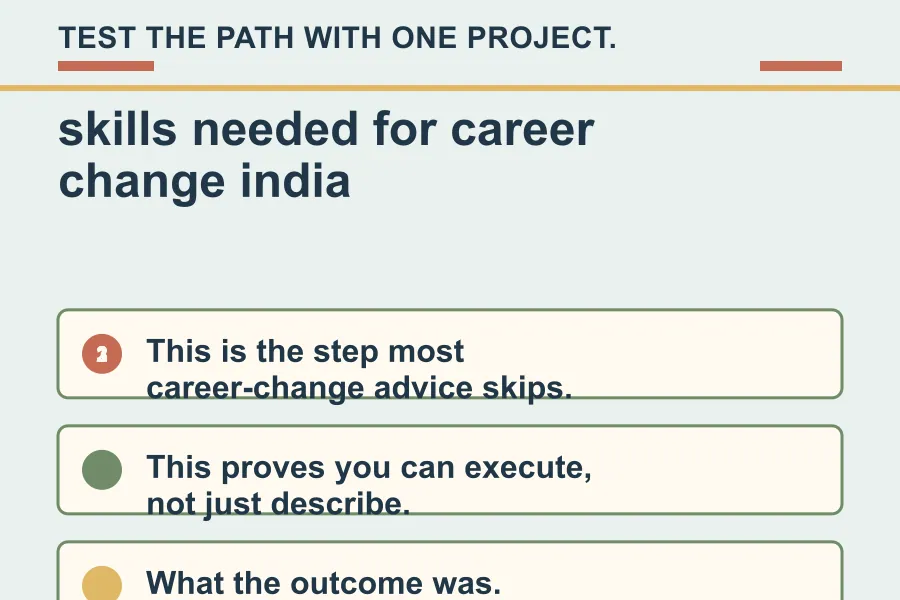 TEST THE PATH WITH ONE PROJECT.
skills needed for career
change india
This is the step most
career-change advice skips.
This proves you can execute,
not just describe.
What the outcome was.